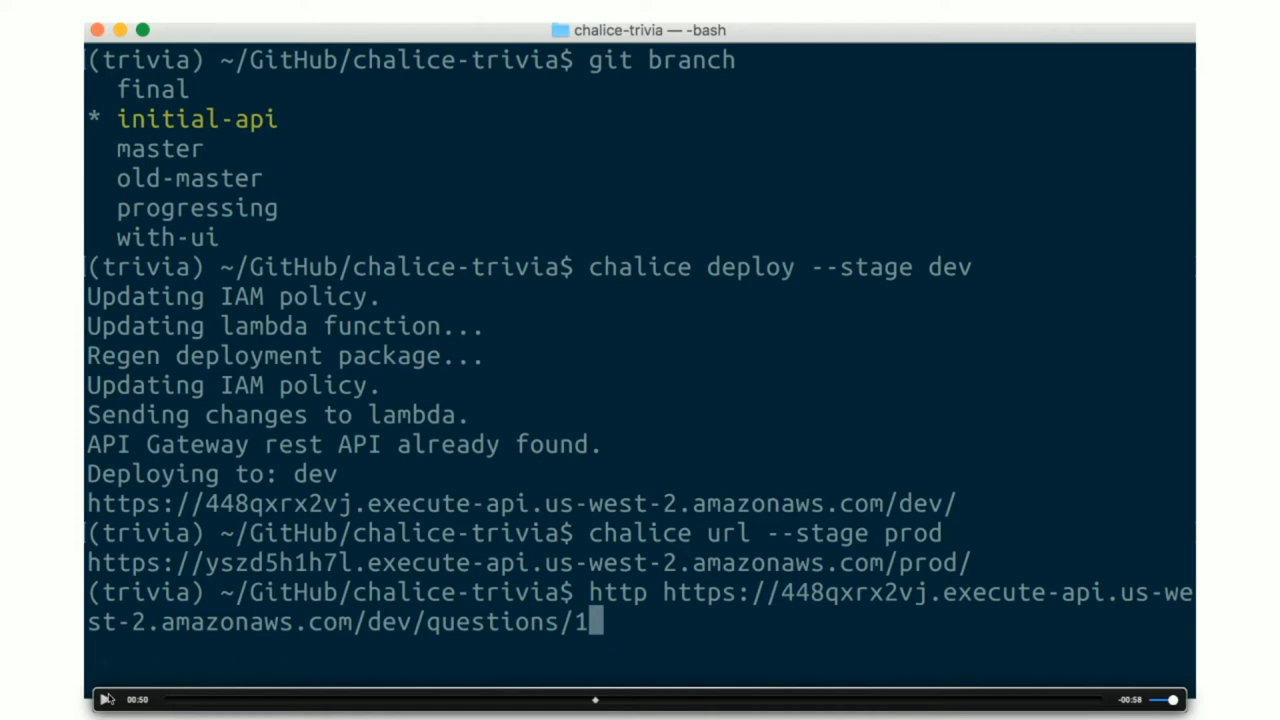 chalice-trivia — -bash
(trivia) ~/GitHub/chalice-trivia$ git branch
final
* initial-api
master
old-master
progressing
with-ui
(trivia) ~/GitHub/chalice-trivia$ chalice deploy --stage dev
Updating IAM policy.
Updating lambda function...
Regen deployment package...
Updating IAM policy.
Sending changes to lambda.
API Gateway rest API already found.
Deploying to: dev
https://448qxrx2vj.execute-api.us-west-2.amazonaws.com/dev/
(trivia) ~/GitHub/chalice-trivia$ chalice url --stage prod
https://yszd5h1h7l.execute-api.us-west-2.amazonaws.com/prod/
(trivia) ~/GitHub/chalice-trivia$ http https://448qxrx2vj.execute-api.us-we
st-2.amazonaws.com/dev/questions/1
00:50
-00:58